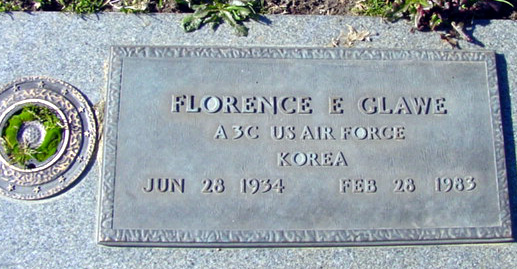 FLORENCE E GLAWE
A3C US AIR FORCE
KOREA
JUN 28 1934 FEB 28 1983